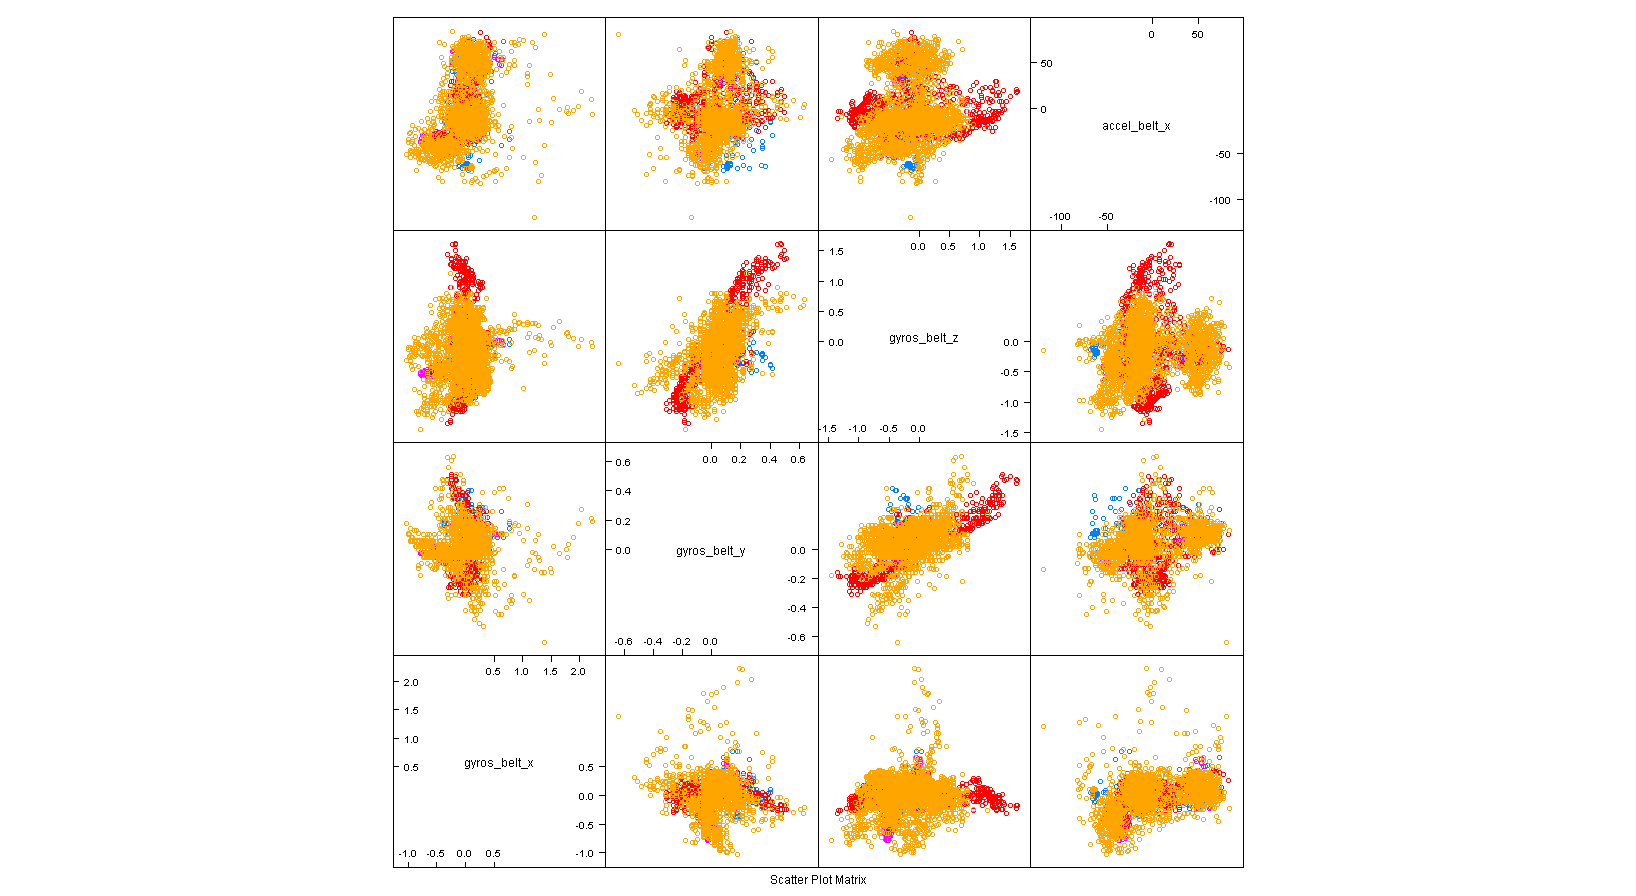 0 50
50
0
accel_belt_x
-50
-100 -50
-100
0.0 0.5 1.0 1.5
1.5
1.0
0.5
0.0
gyros_belt_z
0.0
-0.5
-1.0
-1.5
-1.5 -1.0 -0.5 0.0
0.0 0.2 0.4 0.6
0.6
0.4
0.2
0.0
gyros_belt_y
0.0
-0.2
-0.4
-0.6
-0.6 -0.4 -0.2 0.0
0.5 1.0 1.5 2.0
2.0
1.5
1.0
0.5
gyros_belt_x
0.5
0.0
-0.5
-1.0
-1.0 -0.5 0.0 0.5
Scatter Plot Matrix